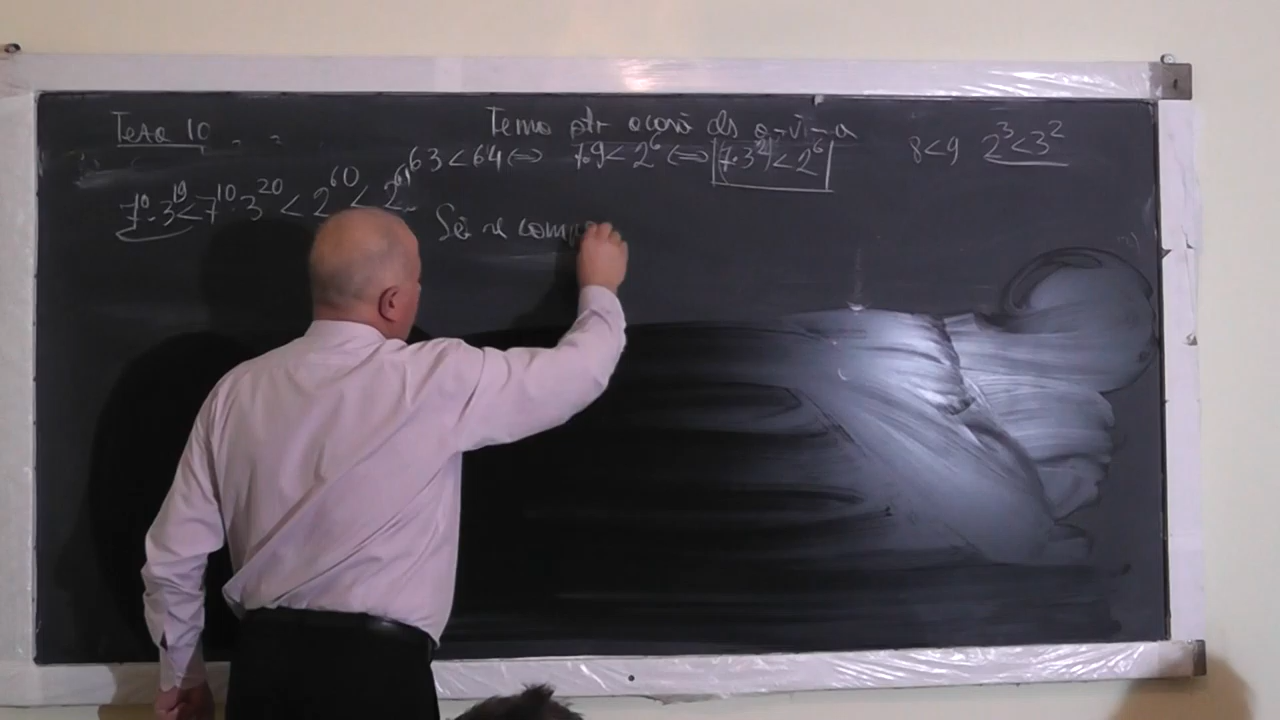 Tema 10
Tema ptr acasă cls a-VI-a
63 < 64 ⇔ 7·9 < 2⁶ ⇔ 7·3² < 2⁶
8 < 9 2³ < 3²
7¹⁰·3¹⁹ < 7¹⁰·3²⁰ < 2⁶⁰ < 2⁶¹
Să se comp